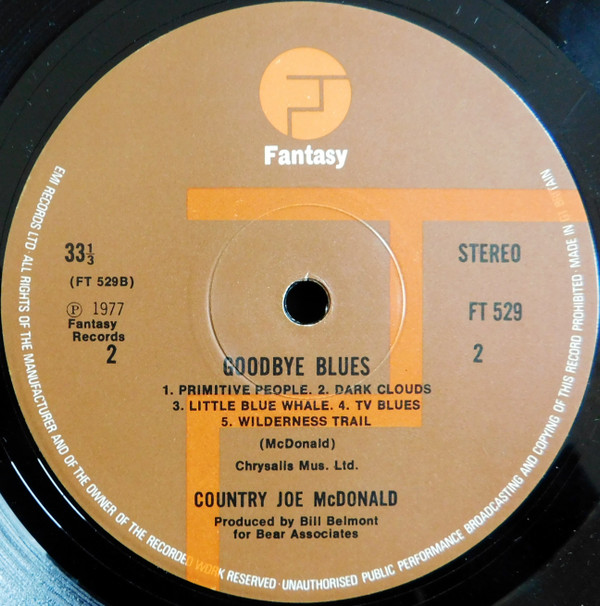 Fantasy
33 1/3
STEREO
(FT 529B)
FT 529
℗ 1977
Fantasy
Records
2
2
GOODBYE BLUES
1. PRIMITIVE PEOPLE. 2. DARK CLOUDS
3. LITTLE BLUE WHALE. 4. TV BLUES
5. WILDERNESS TRAIL
(McDonald)
Chrysalis Mus. Ltd.
COUNTRY JOE McDONALD
Produced by Bill Belmont
for Bear Associates
EMI RECORDS LTD ALL RIGHTS OF THE MANUFACTURER AND OF THE OWNER OF THE RECORDED WORK RESERVED · UNAUTHORISED PUBLIC PERFORMANCE BROADCASTING AND COPYING OF THIS RECORD PROHIBITED · MADE IN GT BRITAIN